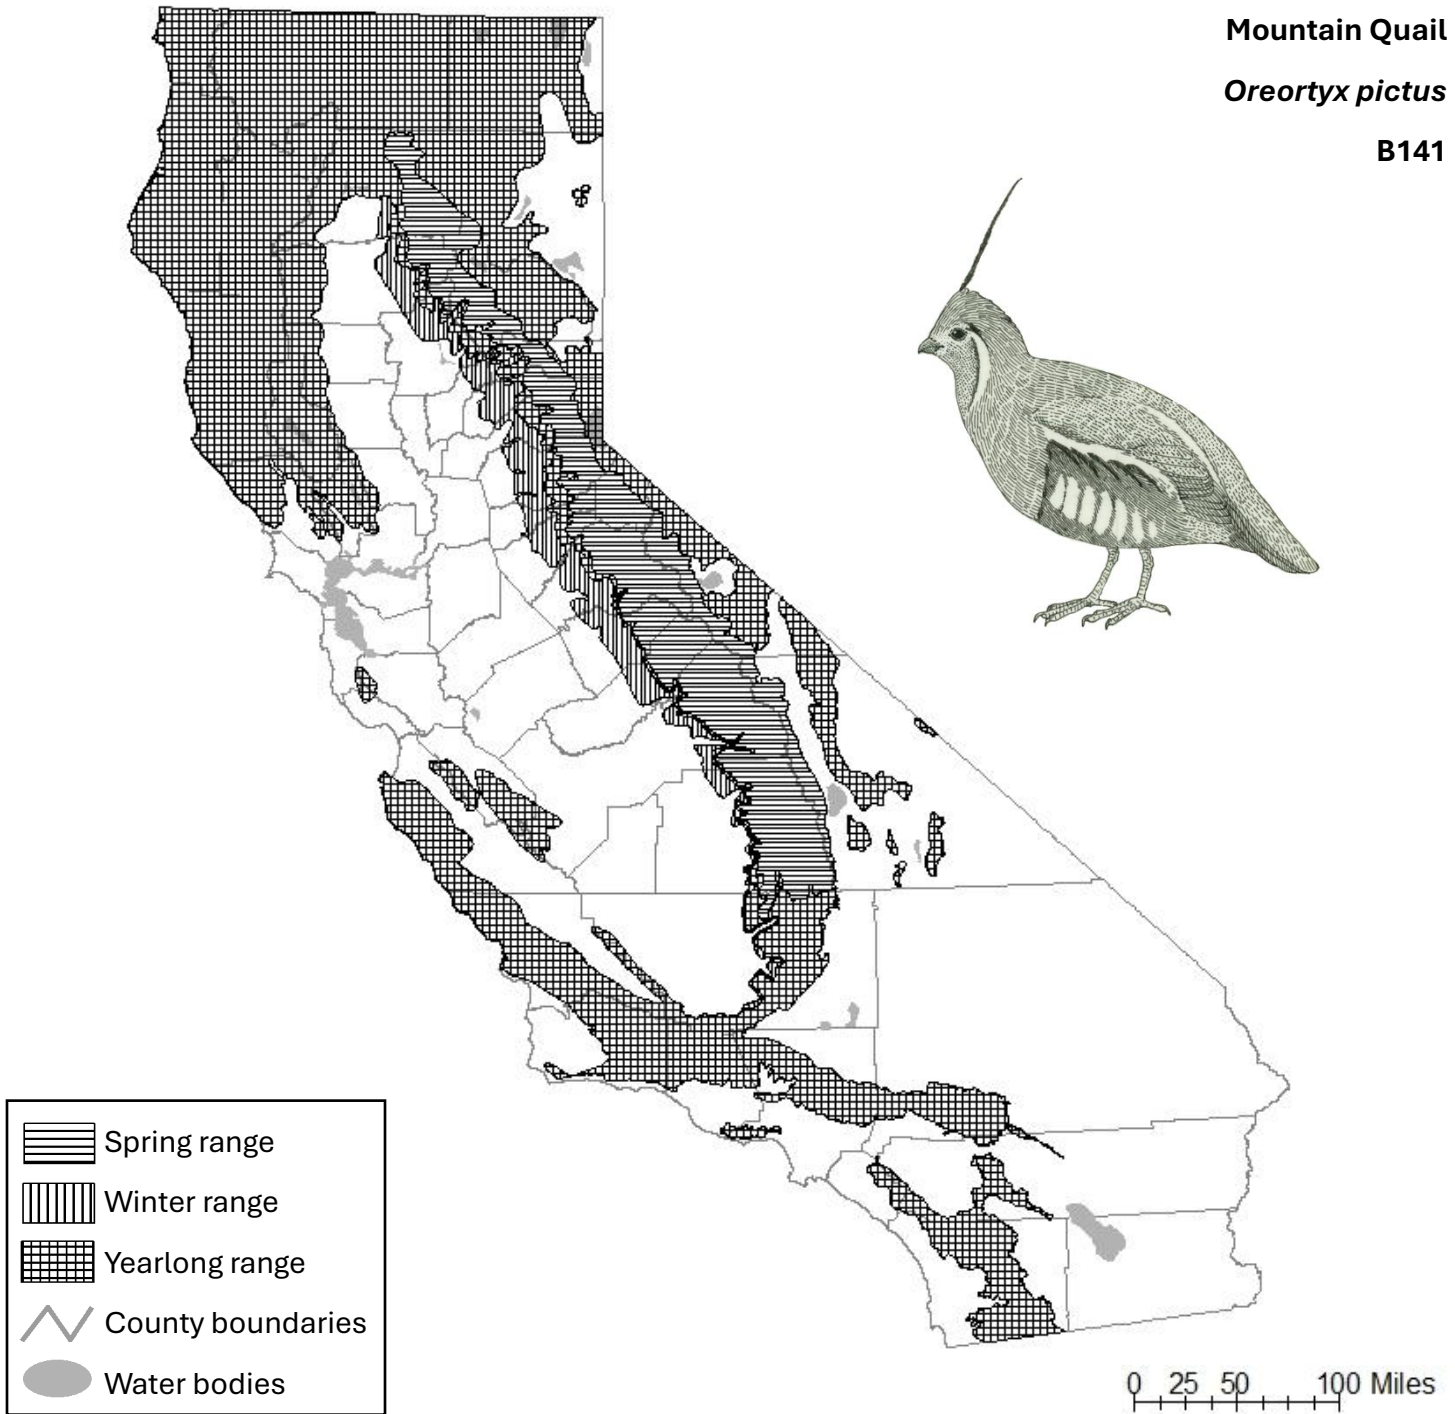 Mountain Quail
Oreortyx pictus
B141
Spring range
Winter range
Yearlong range
County boundaries
Water bodies
0 25 50 100 Miles